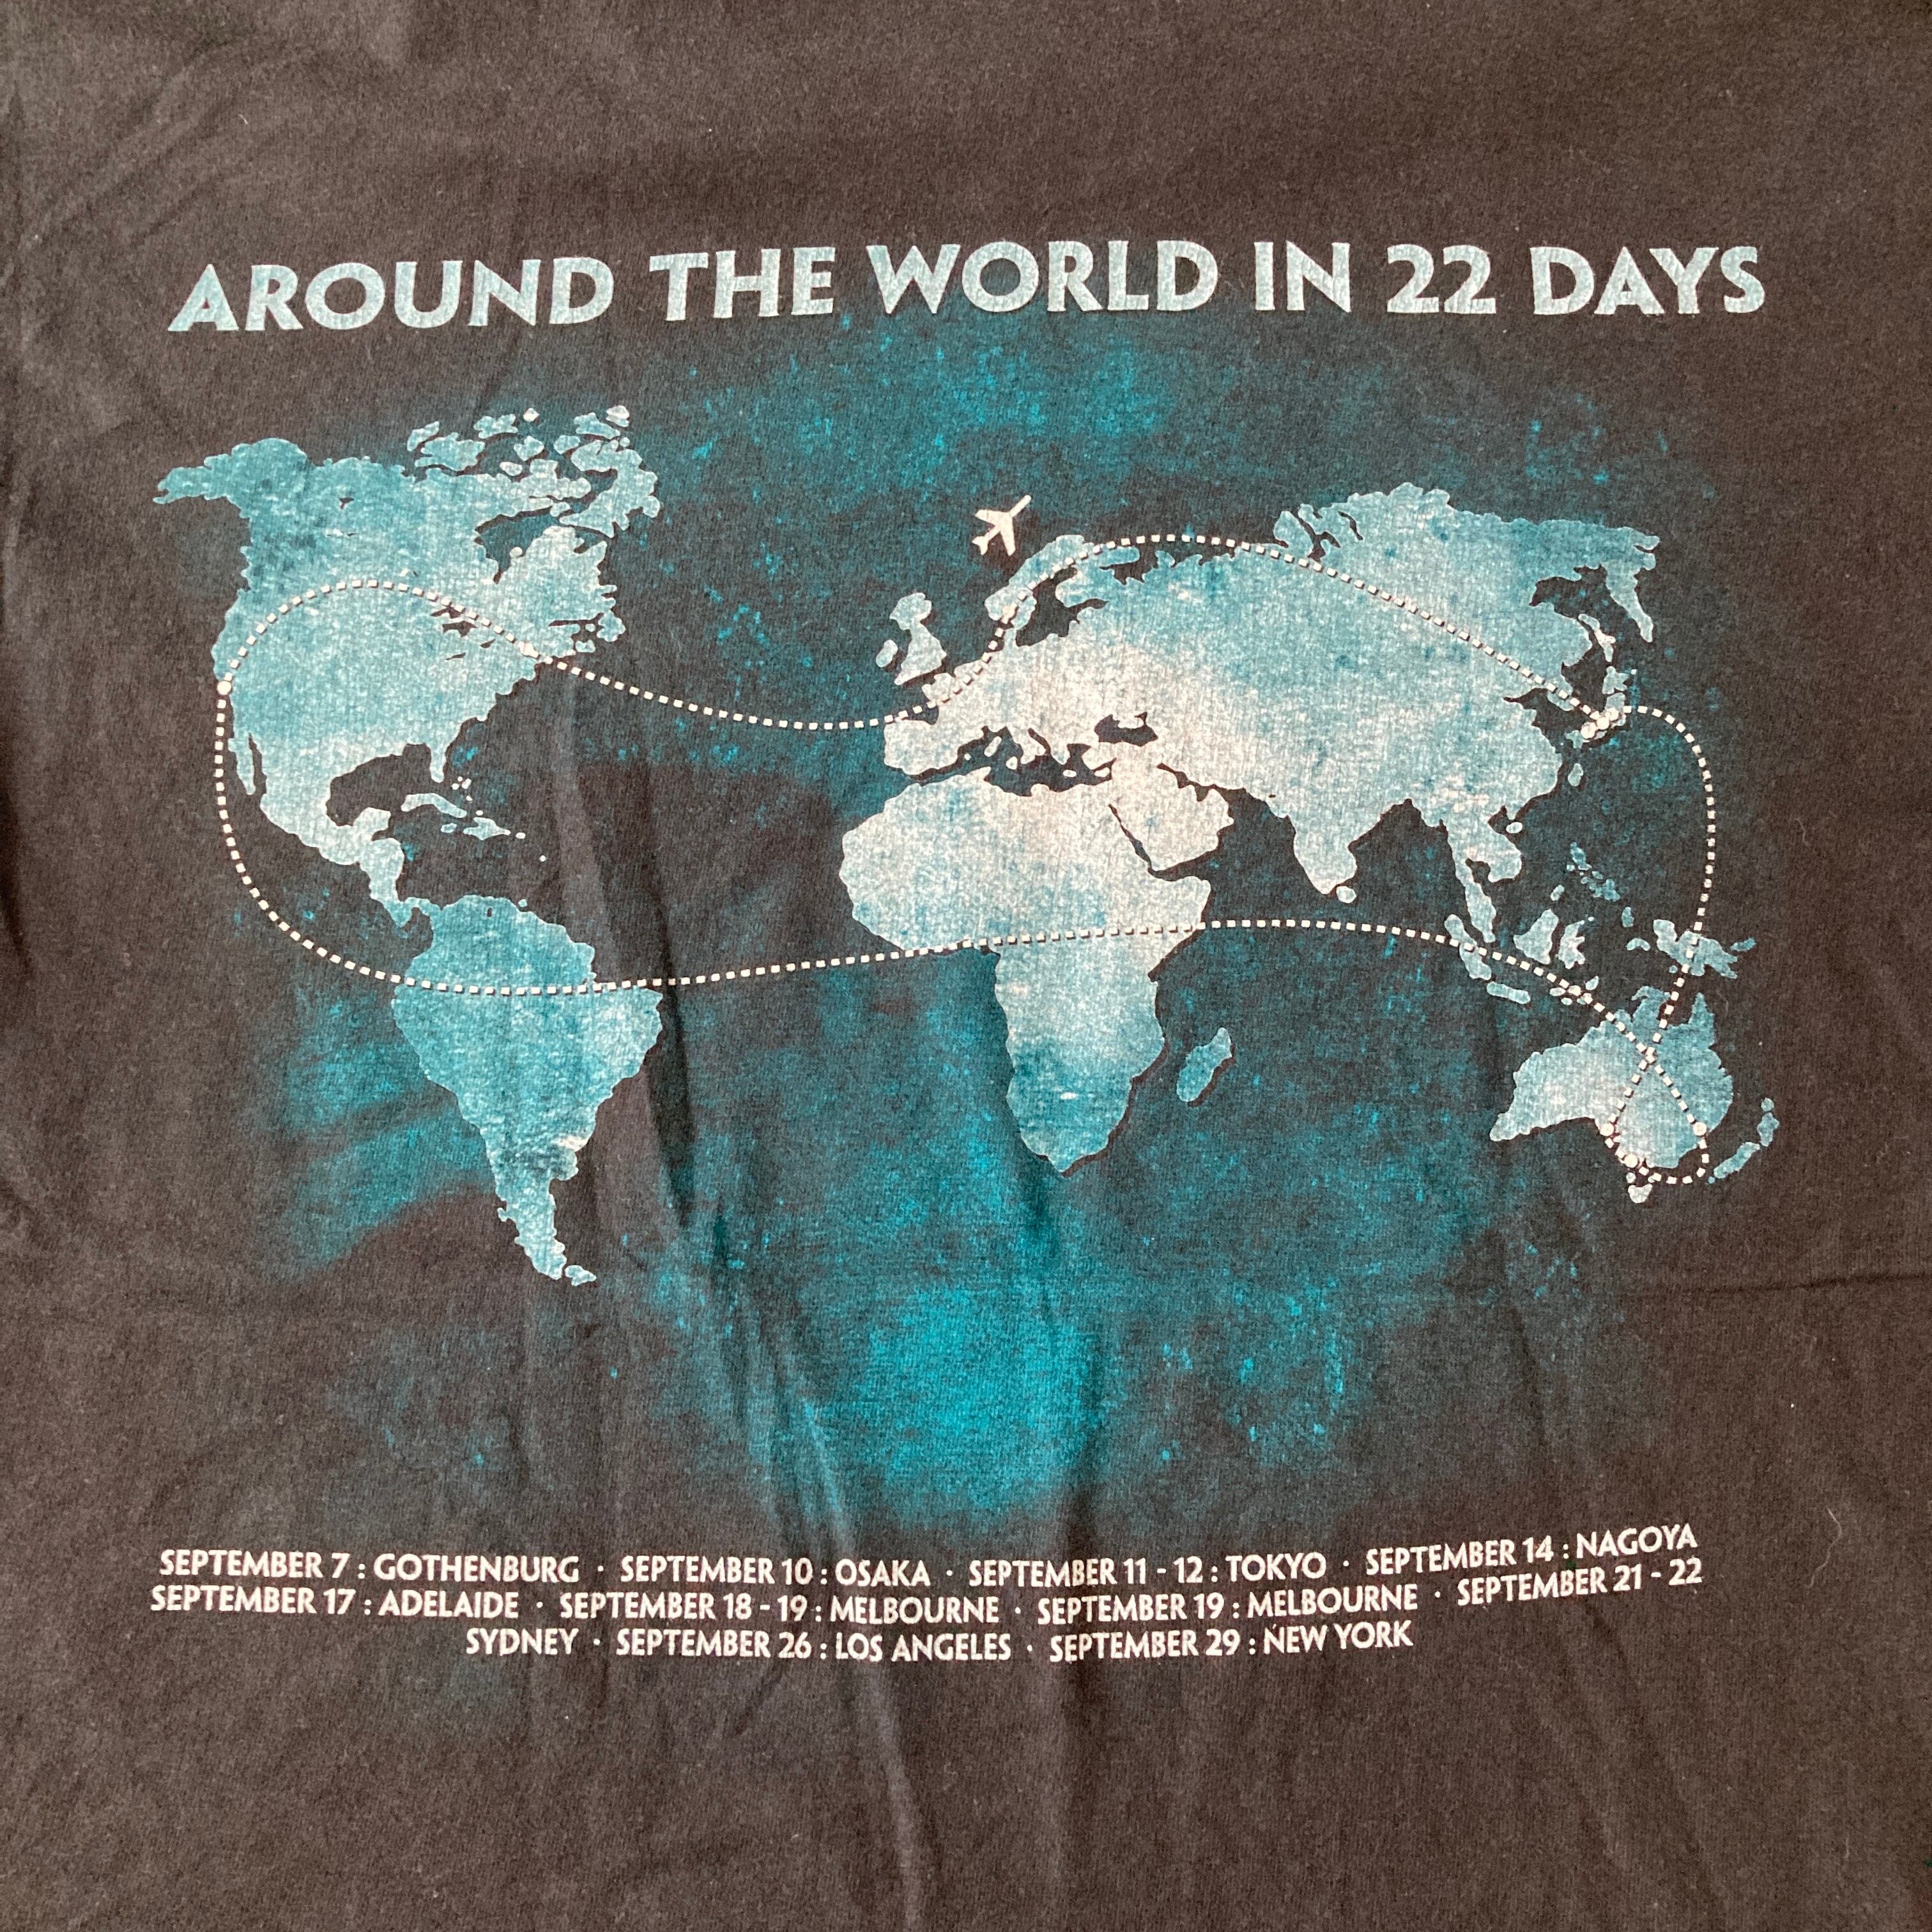 AROUND THE WORLD IN 22 DAYS
SEPTEMBER 7 : GOTHENBURG · SEPTEMBER 10 : OSAKA · SEPTEMBER 11 - 12 : TOKYO · SEPTEMBER 14 : NAGOYA
SEPTEMBER 17 : ADELAIDE · SEPTEMBER 18 - 19 : MELBOURNE · SEPTEMBER 19 : MELBOURNE · SEPTEMBER 21 - 22
SYDNEY · SEPTEMBER 26 : LOS ANGELES · SEPTEMBER 29 : NEW YORK